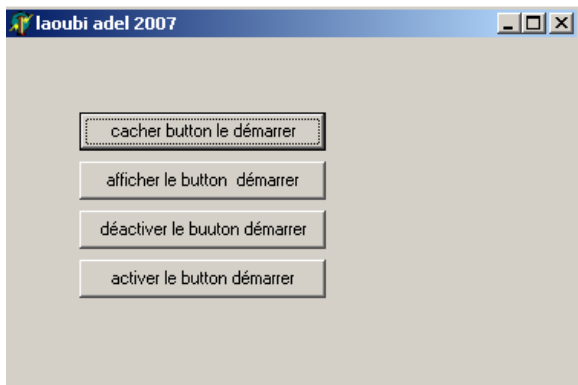 laoubi adel 2007
cacher button le démarrer
afficher le button démarrer
déactiver le buuton démarrer
activer le button démarrer